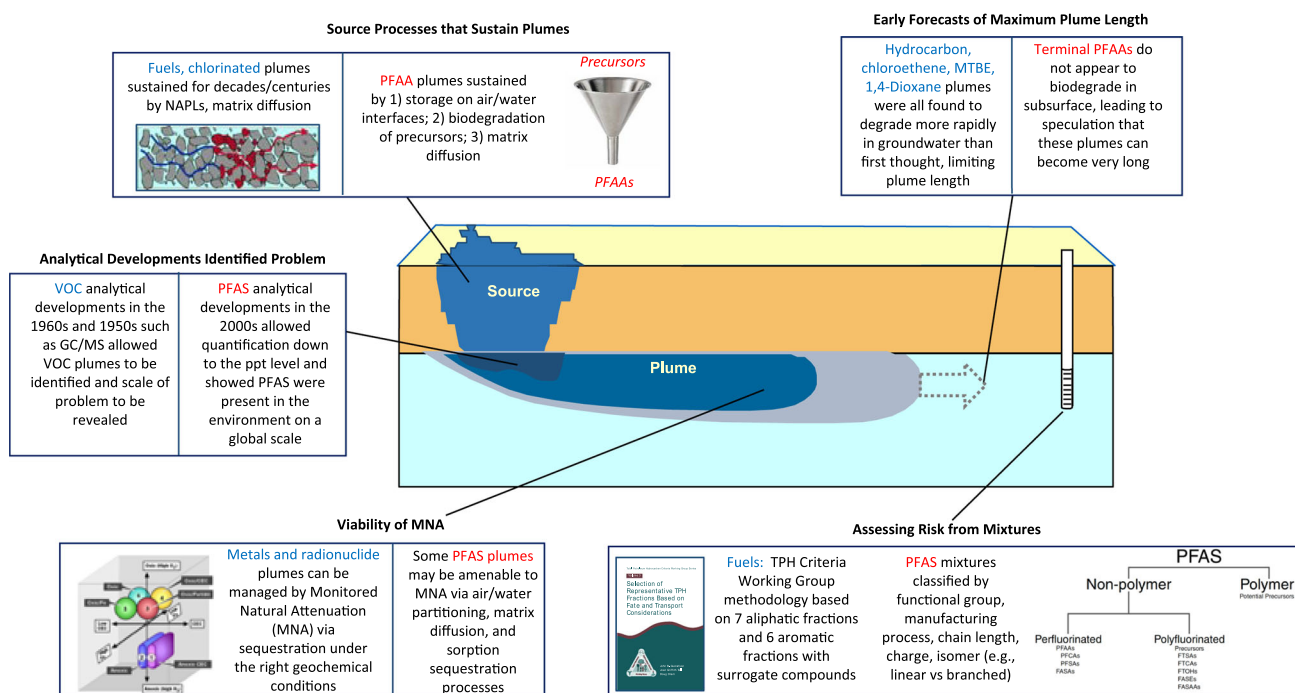 Source Processes that Sustain Plumes
Fuels, chlorinated plumes
sustained for decades/centuries
by NAPLs, matrix diffusion
PFAA plumes sustained
by 1) storage on air/water
interfaces; 2) biodegradation
of precursors; 3) matrix
diffusion
Precursors
PFAAs
Early Forecasts of Maximum Plume Length
Hydrocarbon,
chloroethene, MTBE,
1,4-Dioxane plumes
were all found to
degrade more rapidly
in groundwater than
first thought, limiting
plume length
Terminal PFAAs do
not appear to
biodegrade in
subsurface, leading to
speculation that
these plumes can
become very long
Analytical Developments Identified Problem
VOC analytical
developments in the
1960s and 1950s such
as GC/MS allowed
VOC plumes to be
identified and scale of
problem to be
revealed
PFAS analytical
developments in the
2000s allowed
quantification down
to the ppt level and
showed PFAS were
present in the
environment on a
global scale
Source
Plume
Viability of MNA
Metals and radionuclide
plumes can be
managed by Monitored
Natural Attenuation
(MNA) via
sequestration under
the right geochemical
conditions
Some PFAS plumes
may be amenable to
MNA via air/water
partitioning, matrix
diffusion, and
sorption
sequestration
processes
Assessing Risk from Mixtures
Selection of
Representative TPH
Fractions Based on
Fate and Transport
Considerations
Fuels: TPH Criteria
Working Group
methodology based
on 7 aliphatic fractions
and 6 aromatic
fractions with
surrogate compounds
PFAS mixtures
classified by
functional group,
manufacturing
process, chain length,
charge, isomer (e.g.,
linear vs branched)
PFAS
Non-polymer
Polymer
Potential Precursors
Perfluorinated
PFAAs
PFCAs
PFSAs
FASAs
Polyfluorinated
Precursors
FTSAs
FTCAs
FTOHs
FASEs
FASAAs